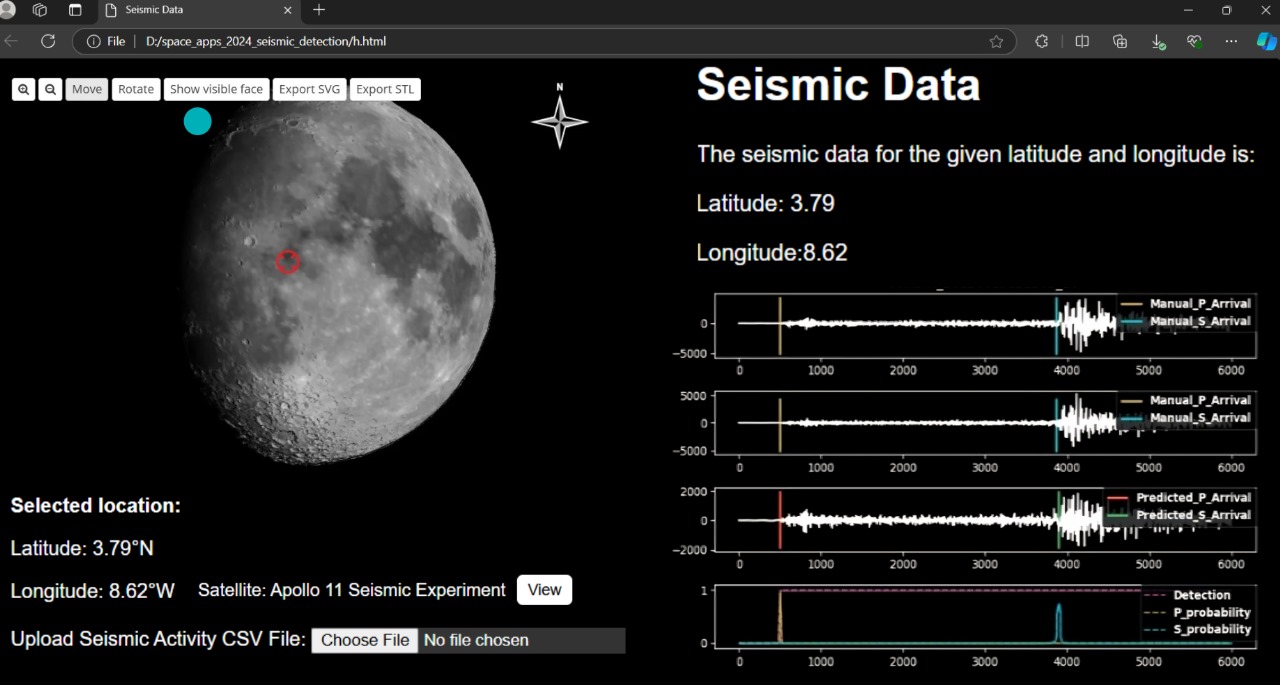 Seismic Data
File D:/space_apps_2024_seismic_detection/h.html
Move Rotate Show visible face Export SVG Export STL
N
Selected location:
Latitude: 3.79°N
Longitude: 8.62°W Satellite: Apollo 11 Seismic Experiment View
Upload Seismic Activity CSV File: Choose File No file chosen
Seismic Data
The seismic data for the given latitude and longitude is:
Latitude: 3.79
Longitude:8.62
Manual_P_Arrival
Manual_S_Arrival
0
−5000
0 1000 2000 3000 4000 5000 6000
Manual_P_Arrival
Manual_S_Arrival
5000
0
−5000
0 1000 2000 3000 4000 5000 6000
Predicted_P_Arrival
Predicted_S_Arrival
2000
0
−2000
0 1000 2000 3000 4000 5000 6000
Detection
P_probability
S_probability
1
0
0 1000 2000 3000 4000 5000 6000